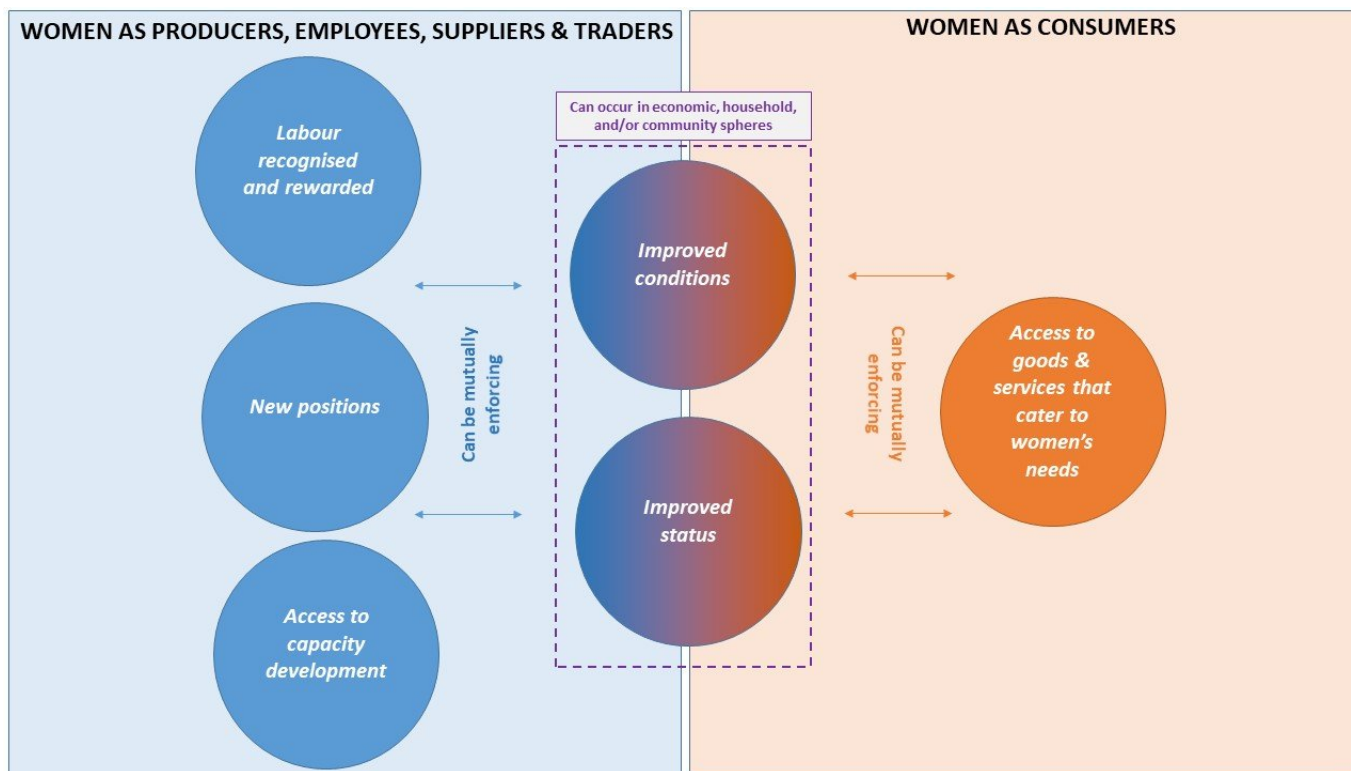 WOMEN AS PRODUCERS, EMPLOYEES, SUPPLIERS & TRADERS
WOMEN AS CONSUMERS
Can occur in economic, household,
and/or community spheres
Labour
recognised
and rewarded
New positions
Access to
capacity
development
Can be mutually
enforcing
Improved
conditions
Improved
status
Can be mutually
enforcing
Access to
goods &
services that
cater to
women's
needs